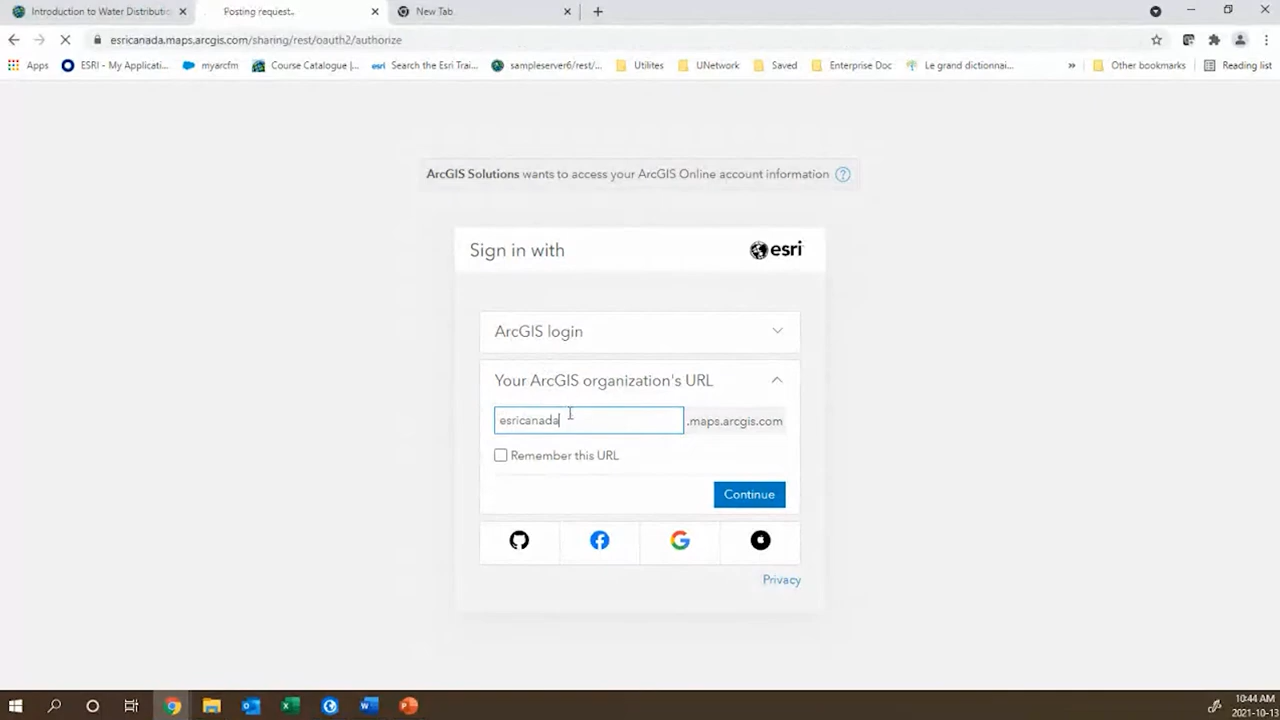 Introduction to Water Distributi
Posting request..
New Tab
esricanada.maps.arcgis.com/sharing/rest/oauth2/authorize
Apps
ESRI - My Applicati...
myarcfm
Course Catalogue |...
esri Search the Esri Trai...
sampleserver6/rest/...
Utilites
UNetwork
Saved
Enterprise Doc
Le grand dictionnai...
»
Other bookmarks
Reading list
ArcGIS Solutions wants to access your ArcGIS Online account information ?
Sign in with
esri
ArcGIS login
Your ArcGIS organization's URL
esricanada .maps.arcgis.com
Remember this URL
Continue
Privacy
10:44 AM
2021-10-13